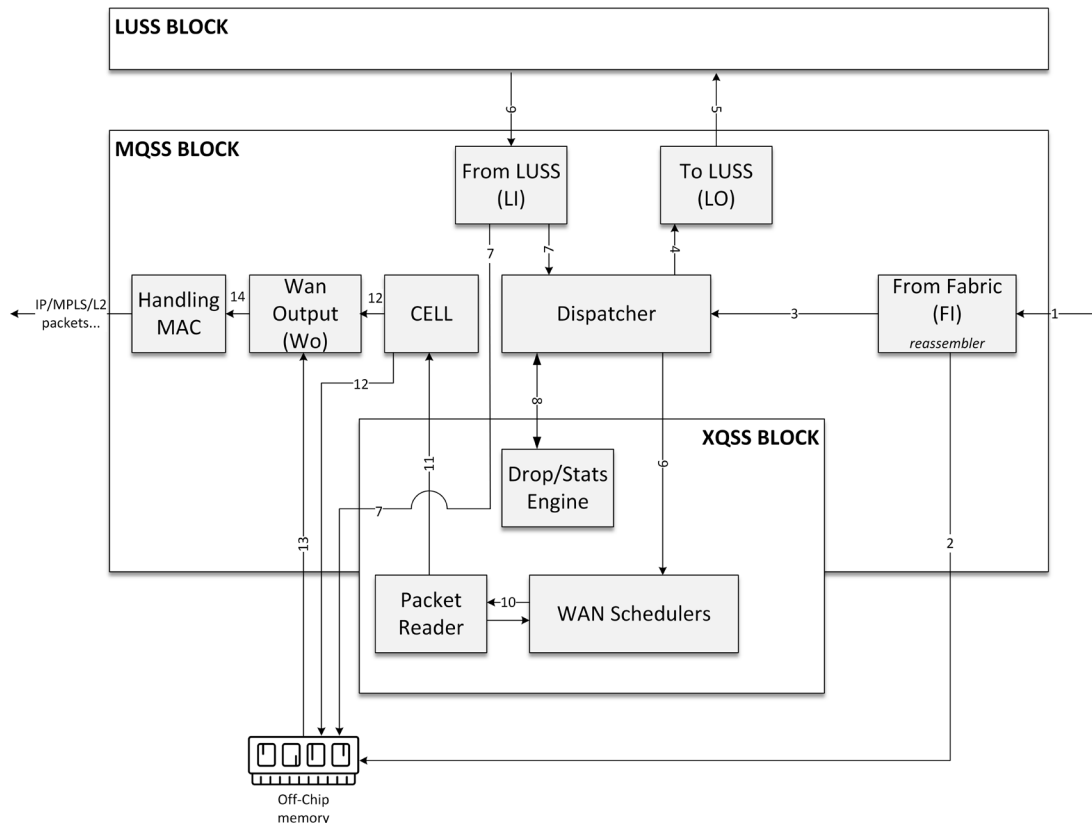 LUSS BLOCK
6
5
MQSS BLOCK
From LUSS
(LI)
To LUSS
(LO)
7
7
4
IP/MPLS/L2
packets...
Handling
MAC
14
Wan
Output
(Wo)
12
CELL
Dispatcher
3
From Fabric
(FI)
reassembler
1
12
8
XQSS BLOCK
11
9
Drop/Stats
Engine
7
13
2
Packet
Reader
10
WAN Schedulers
Off-Chip
memory